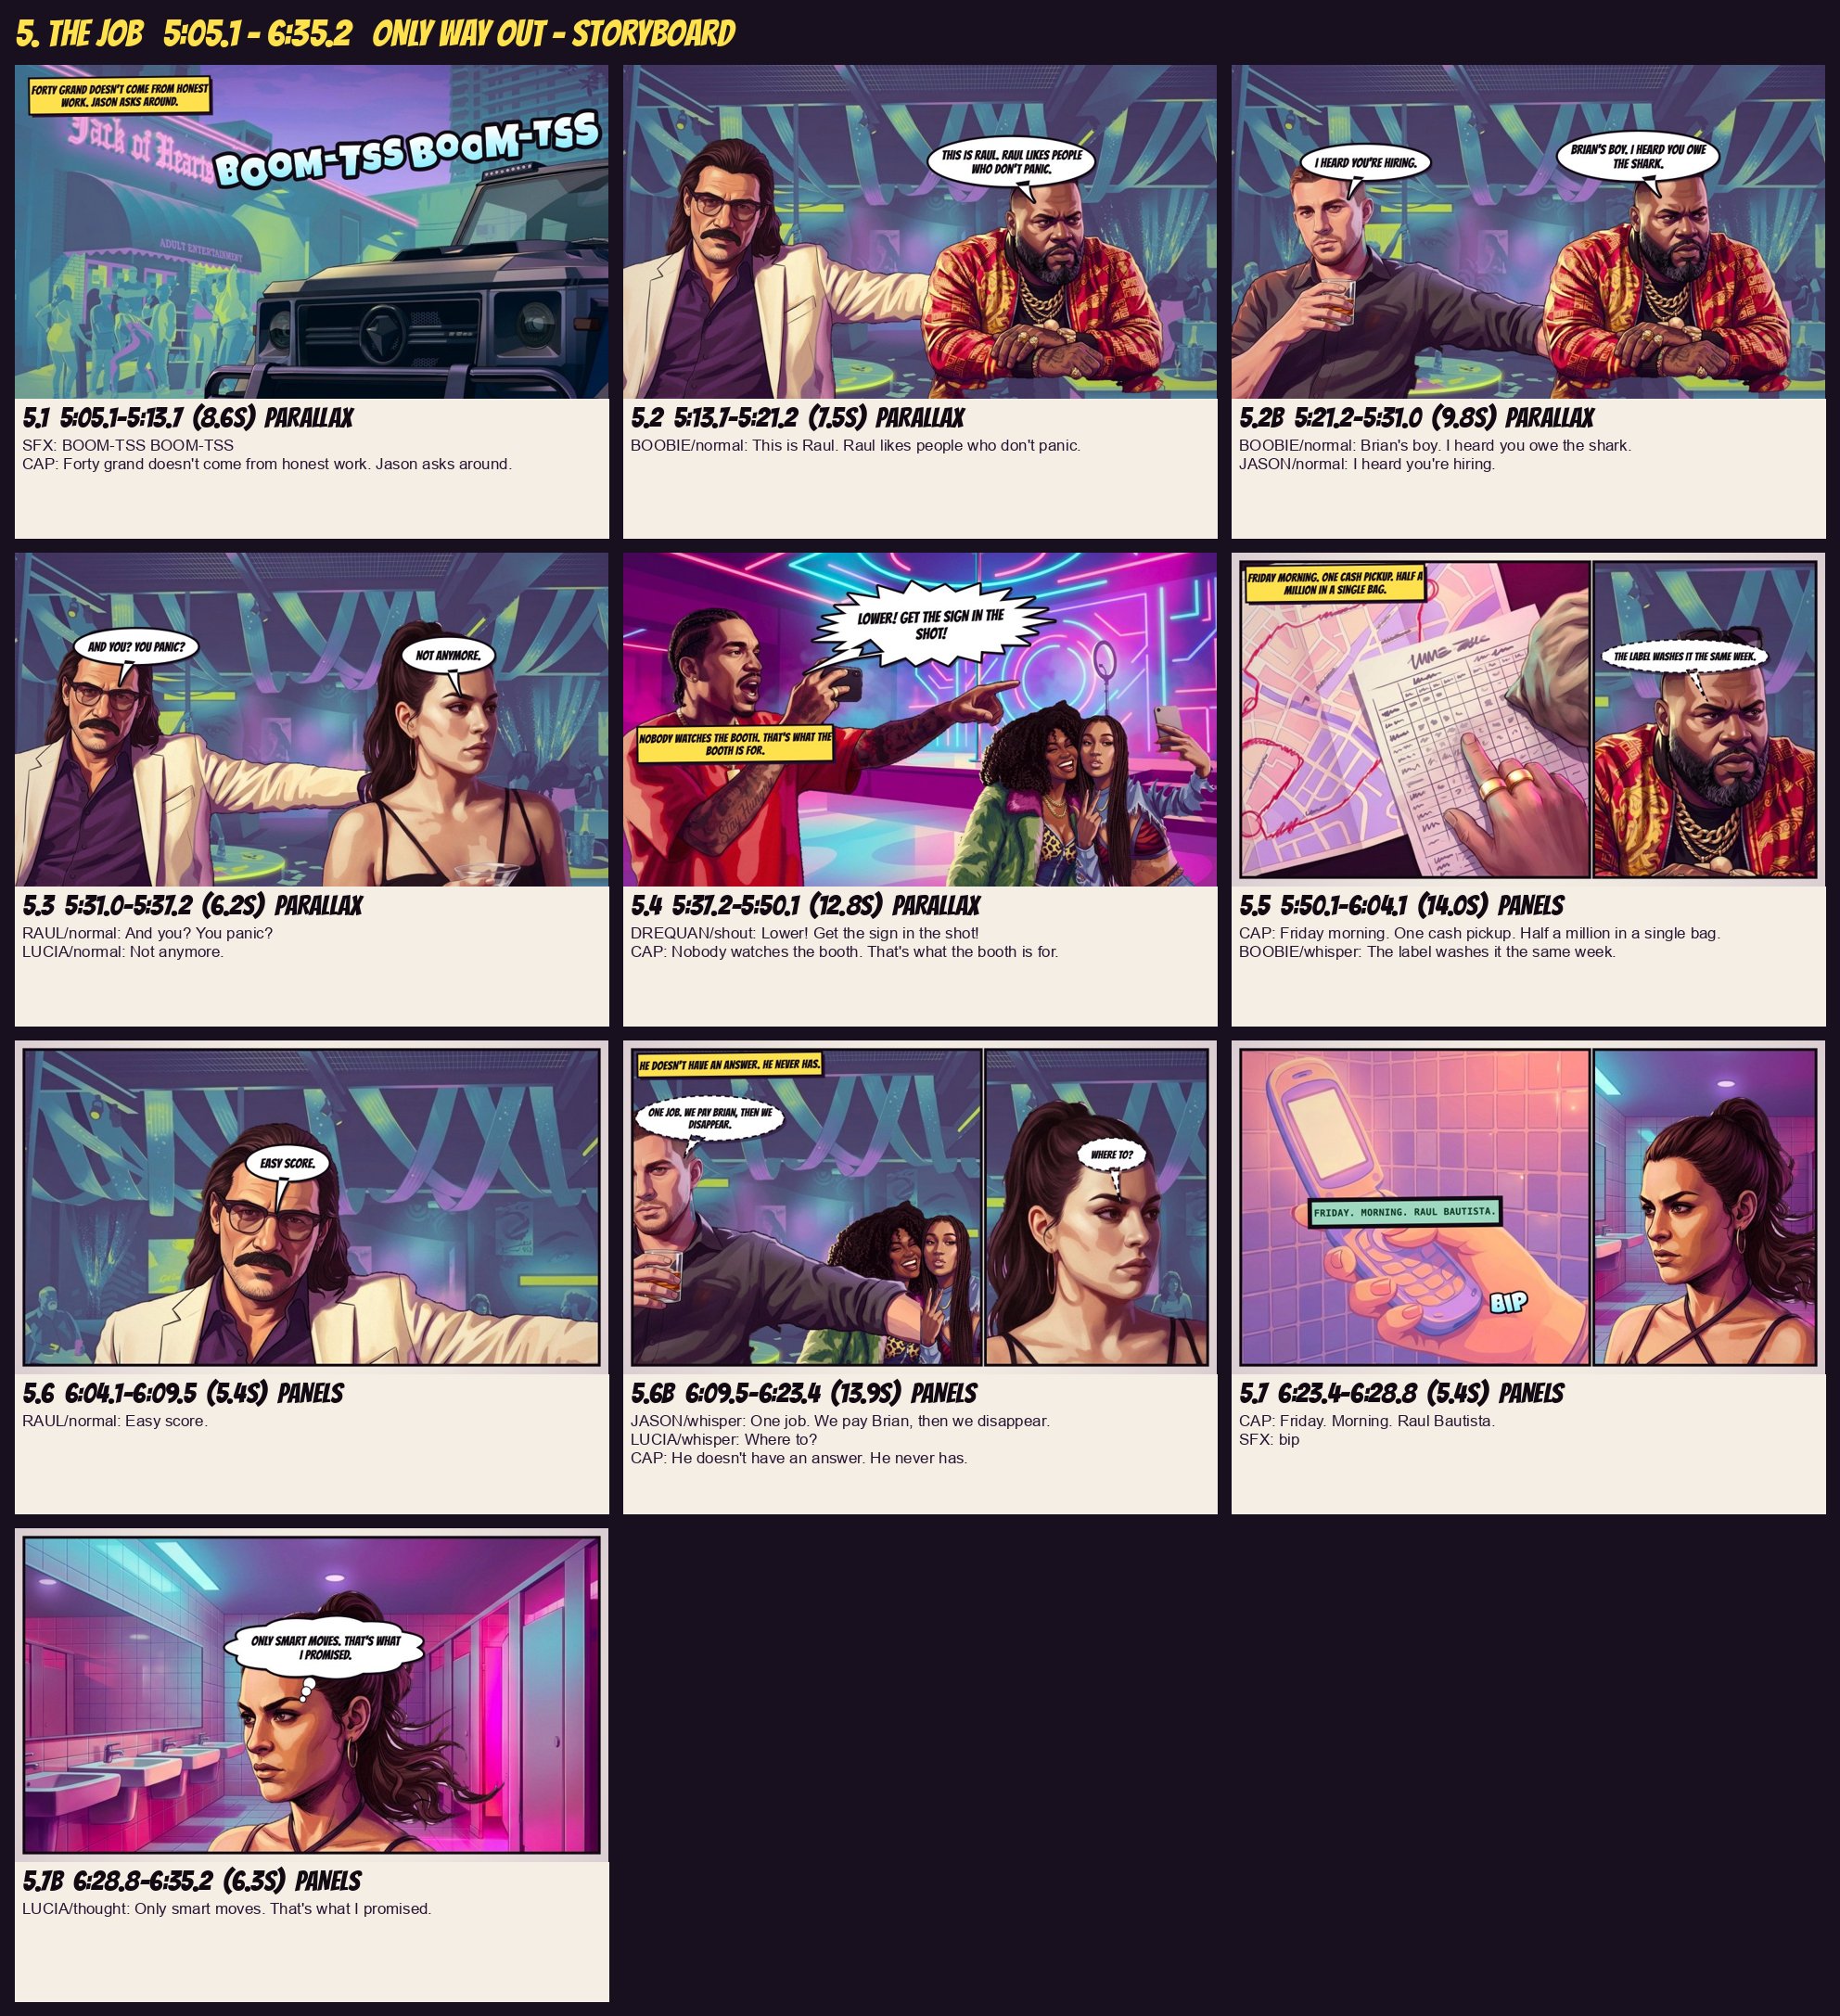 5. THE JOB 5:05.1 - 6:35.2 ONLY WAY OUT - STORYBOARD
FORTY GRAND DOESN'T COME FROM HONEST
WORK. JASON ASKS AROUND.
Jack of Hearts
BOOM-TSS BOOM-TSS
ADULT ENTERTAINMENT
5.1 5:05.1-5:13.7 (8.6S) PARALLAX
SFX: BOOM-TSS BOOM-TSS
CAP: Forty grand doesn't come from honest work. Jason asks around.
THIS IS RAUL. RAUL LIKES PEOPLE
WHO DON'T PANIC.
5.2 5:13.7-5:21.2 (7.5S) PARALLAX
BOOBIE/normal: This is Raul. Raul likes people who don't panic.
I HEARD YOU'RE HIRING.
BRIAN'S BOY. I HEARD YOU OWE
THE SHARK.
5.2B 5:21.2-5:31.0 (9.8S) PARALLAX
BOOBIE/normal: Brian's boy. I heard you owe the shark.
JASON/normal: I heard you're hiring.
AND YOU? YOU PANIC?
NOT ANYMORE.
5.3 5:31.0-5:37.2 (6.2S) PARALLAX
RAUL/normal: And you? You panic?
LUCIA/normal: Not anymore.
LOWER! GET THE SIGN IN THE
SHOT!
NOBODY WATCHES THE BOOTH. THAT'S WHAT THE
BOOTH IS FOR.
5.4 5:37.2-5:50.1 (12.8S) PARALLAX
DREQUAN/shout: Lower! Get the sign in the shot!
CAP: Nobody watches the booth. That's what the booth is for.
FRIDAY MORNING. ONE CASH PICKUP. HALF A
MILLION IN A SINGLE BAG.
THE LABEL WASHES IT THE SAME WEEK.
5.5 5:50.1-6:04.1 (14.0S) PANELS
CAP: Friday morning. One cash pickup. Half a million in a single bag.
BOOBIE/whisper: The label washes it the same week.
EASY SCORE.
5.6 6:04.1-6:09.5 (5.4S) PANELS
RAUL/normal: Easy score.
HE DOESN'T HAVE AN ANSWER. HE NEVER HAS.
ONE JOB. WE PAY BRIAN, THEN WE
DISAPPEAR.
WHERE TO?
5.6B 6:09.5-6:23.4 (13.9S) PANELS
JASON/whisper: One job. We pay Brian, then we disappear.
LUCIA/whisper: Where to?
CAP: He doesn't have an answer. He never has.
FRIDAY. MORNING. RAUL BAUTISTA.
BIP
5.7 6:23.4-6:28.8 (5.4S) PANELS
CAP: Friday. Morning. Raul Bautista.
SFX: bip
ONLY SMART MOVES. THAT'S WHAT
I PROMISED.
5.7B 6:28.8-6:35.2 (6.3S) PANELS
LUCIA/thought: Only smart moves. That's what I promised.